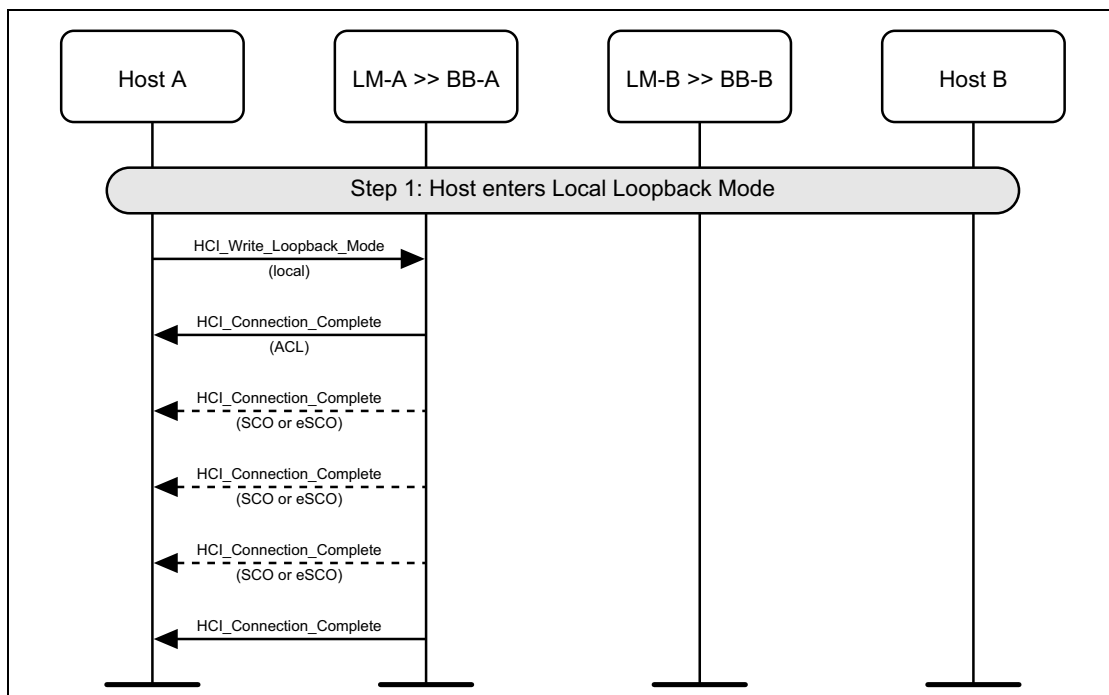 Host A
LM-A >> BB-A
LM-B >> BB-B
Host B
Step 1: Host enters Local Loopback Mode
HCI_Write_Loopback_Mode
(local)
HCI_Connection_Complete
(ACL)
HCI_Connection_Complete
(SCO or eSCO)
HCI_Connection_Complete
(SCO or eSCO)
HCI_Connection_Complete
(SCO or eSCO)
HCI_Connection_Complete